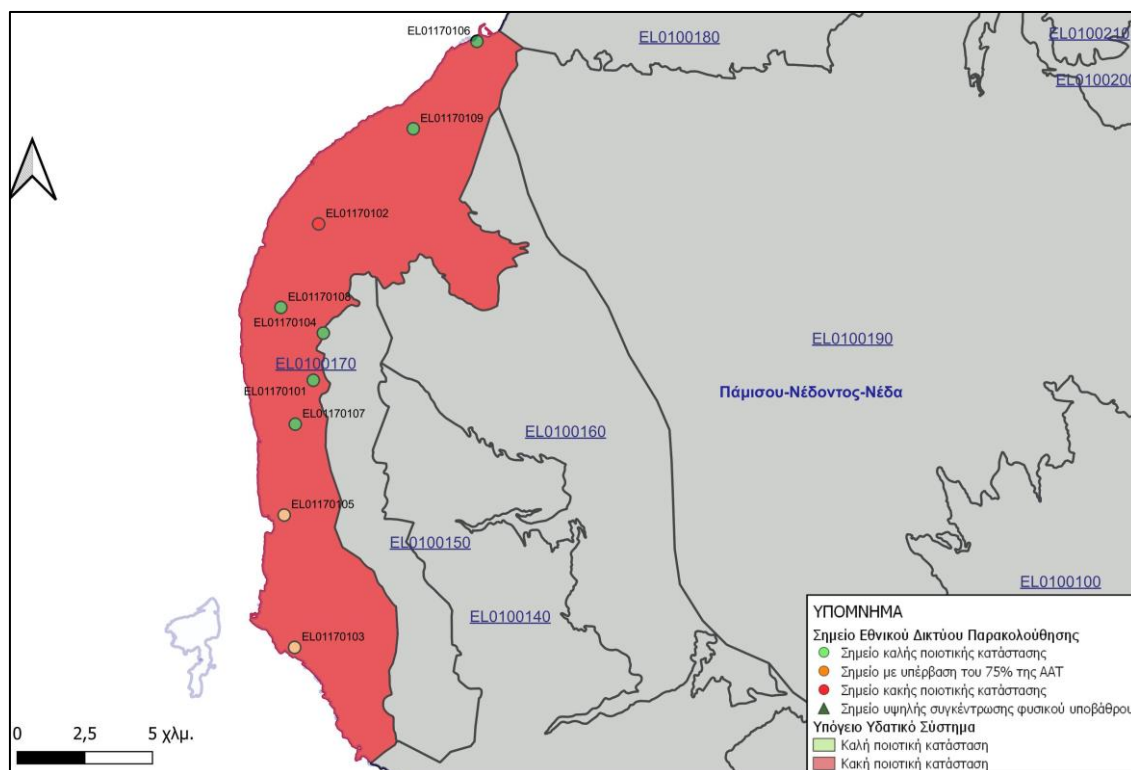 EL01170106
EL0100180
EL0100210
EL0100200
EL01170109
EL01170102
EL01170108
EL01170104
EL0100190
EL0100170
EL01170101
Πάμισου-Νέδοντος-Νέδα
EL01170107
EL0100160
EL01170105
EL0100150
EL0100100
EL0100140
EL01170103
ΥΠΟΜΝΗΜΑ
Σημείο Εθνικού Δικτύου Παρακολούθησης
Σημείο καλής ποιοτικής κατάστασης
Σημείο με υπέρβαση του 75% της ΑΑΤ
Σημείο κακής ποιοτικής κατάστασης
Σημείο υψηλής συγκέντρωσης φυσικού υποβάθρου
Υπόγειο Υδατικό Σύστημα
Καλή ποιοτική κατάσταση
Κακή ποιοτική κατάσταση
0 2,5 5 χλμ.